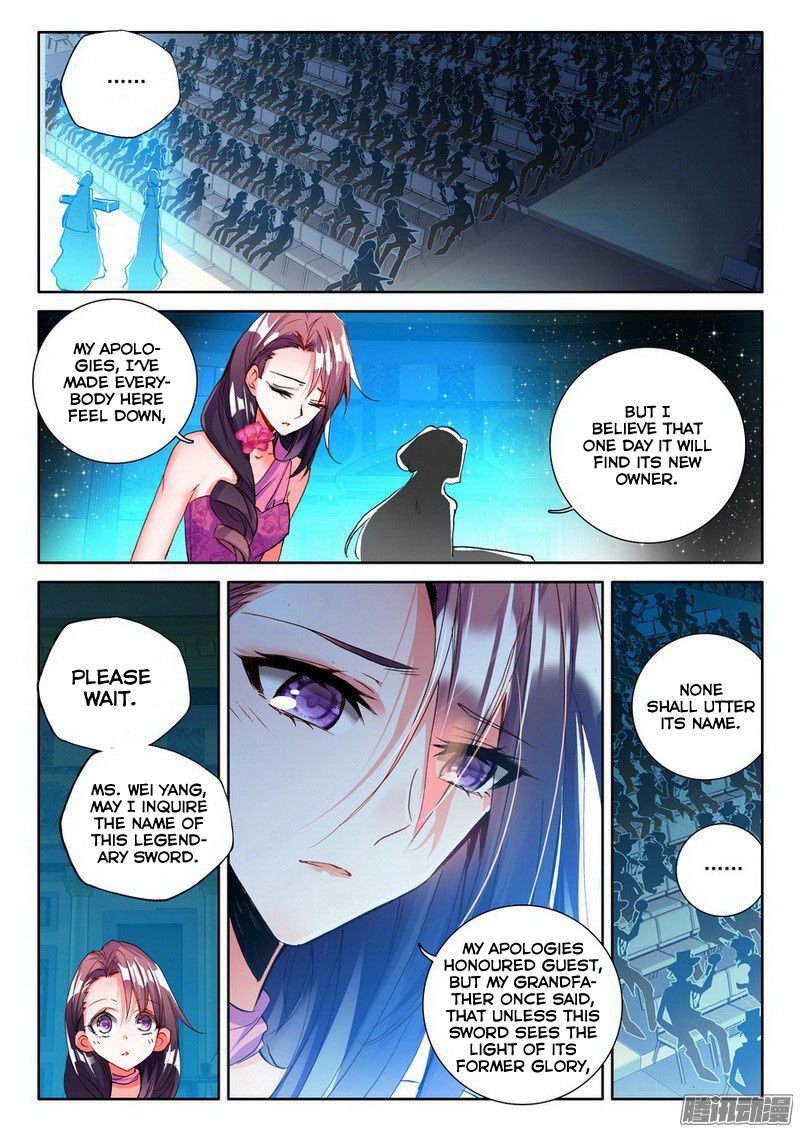 ......
MY APOLO-
GIES, I'VE
MADE EVERY-
BODY HERE
FEEL DOWN,
BUT I
BELIEVE THAT
ONE DAY IT WILL
FIND ITS NEW
OWNER.
PLEASE
WAIT.
MS. WEI YANG,
MAY I INQUIRE
THE NAME OF
THIS LEGEND-
ARY SWORD.
MY APOLOGIES
HONOURED GUEST,
BUT MY GRANDFA-
THER ONCE SAID,
THAT UNLESS THIS
SWORD SEES THE
LIGHT OF ITS
FORMER GLORY,
NONE
SHALL UTTER
ITS NAME.
......
腾讯动漫